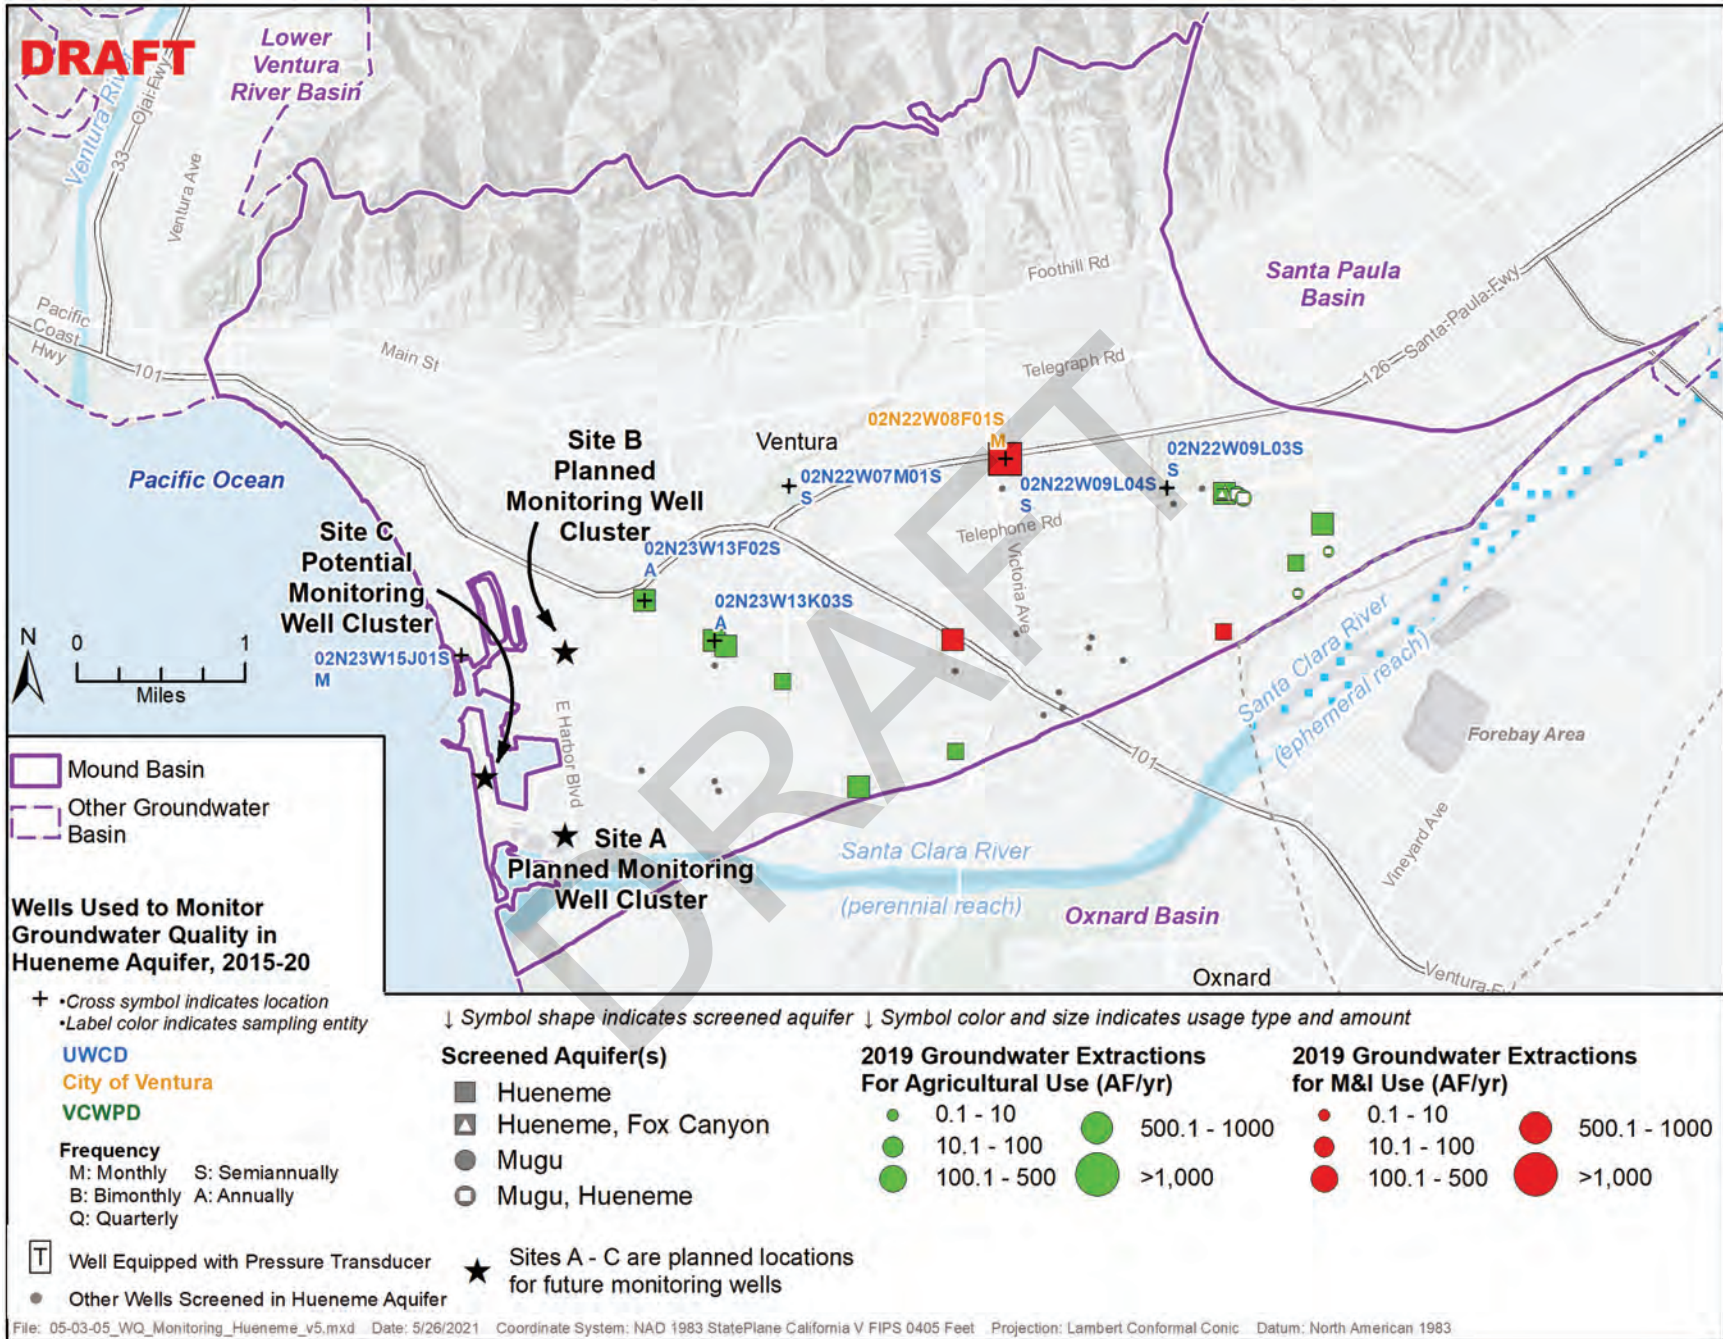 DRAFT
Lower
Ventura
River Basin
Ventura River
33
Ojai-Fwy
Ventura Ave
Pacific
Coast
Hwy
101
Main St
Foothill Rd
Santa Paula
Basin
Telegraph Rd
126
Santa-Paula-Fwy
Pacific Ocean
Site B
Planned
Monitoring Well
Cluster
Ventura
02N22W08F01S
M
02N22W07M01S
S
02N22W09L04S
S
02N22W09L03S
S
Telephone Rd
Victoria Ave
Site C
Potential
Monitoring
Well Cluster
02N23W13F02S
A
02N23W13K03S
A
02N23W15J01S
M
N
0 1
Miles
E Harbor Blvd
Santa Clara River
(ephemeral reach)
Forebay Area
101
Vineyard Ave
Site A
Planned Monitoring
Well Cluster
Santa Clara River
(perennial reach)
Oxnard Basin
Oxnard
DRAFT
Mound Basin
Other Groundwater
Basin
Wells Used to Monitor
Groundwater Quality in
Hueneme Aquifer, 2015-20
•Cross symbol indicates location
•Label color indicates sampling entity
UWCD
City of Ventura
VCWPD
Frequency
M: Monthly S: Semiannually
B: Bimonthly A: Annually
Q: Quarterly
T Well Equipped with Pressure Transducer
Other Wells Screened in Hueneme Aquifer
↓ Symbol shape indicates screened aquifer
Screened Aquifer(s)
Hueneme
Hueneme, Fox Canyon
Mugu
Mugu, Hueneme
Sites A - C are planned locations
for future monitoring wells
↓ Symbol color and size indicates usage type and amount
2019 Groundwater Extractions
For Agricultural Use (AF/yr)
0.1 - 10
10.1 - 100
100.1 - 500
500.1 - 1000
>1,000
2019 Groundwater Extractions
for M&I Use (AF/yr)
0.1 - 10
10.1 - 100
100.1 - 500
500.1 - 1000
>1,000
File: 05-03-05_WQ_Monitoring_Hueneme_v5.mxd Date: 5/26/2021 Coordinate System: NAD 1983 StatePlane California V FIPS 0405 Feet Projection: Lambert Conformal Conic Datum: North American 1983